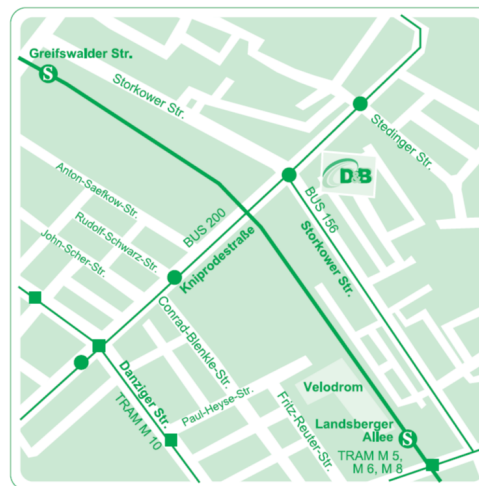 Greifswalder Str.
S
Storkower Str.
Stedinger Str.
D&B
Anton-Saefkow-Str.
Rudolf-Schwarz-Str.
John-Scher-Str.
BUS 200
Kniprodestraße
BUS 156
Storkower Str.
Conrad-Blenkle-Str.
Danziger Str.
TRAM M 10
Paul-Heyse-Str.
Fritz-Reuter-Str.
Velodrom
Landsberger
Allee
S
TRAM M 5,
M 6, M 8